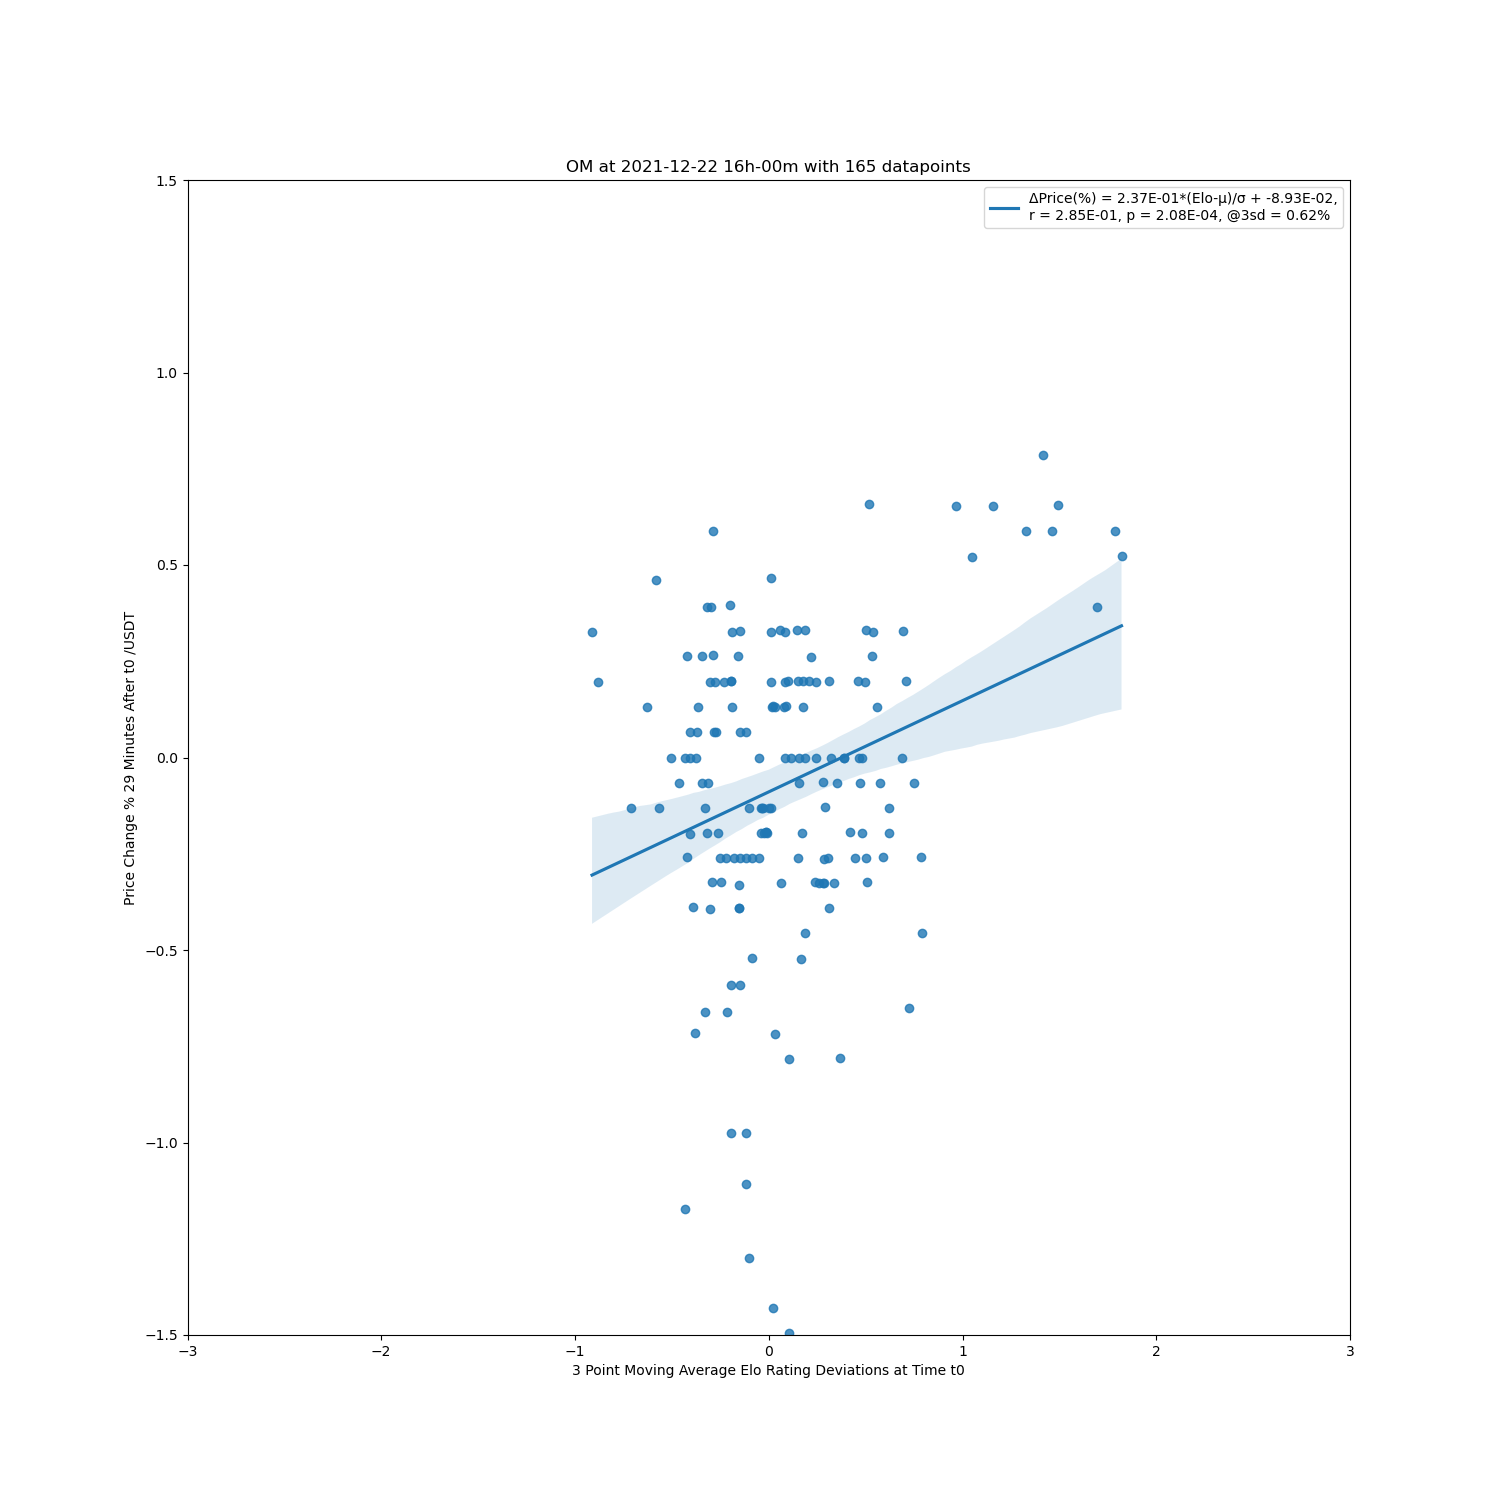 OM at 2021-12-22 16h-00m with 165 datapoints
ΔPrice(%) = 2.37E-01*(Elo-μ)/σ + -8.93E-02,
r = 2.85E-01, p = 2.08E-04, @3sd = 0.62%
1.5
1.0
0.5
0.0
−0.5
−1.0
−1.5
Price Change % 29 Minutes After t0 /USDT
−3
−2
−1
0
1
2
3
3 Point Moving Average Elo Rating Deviations at Time t0